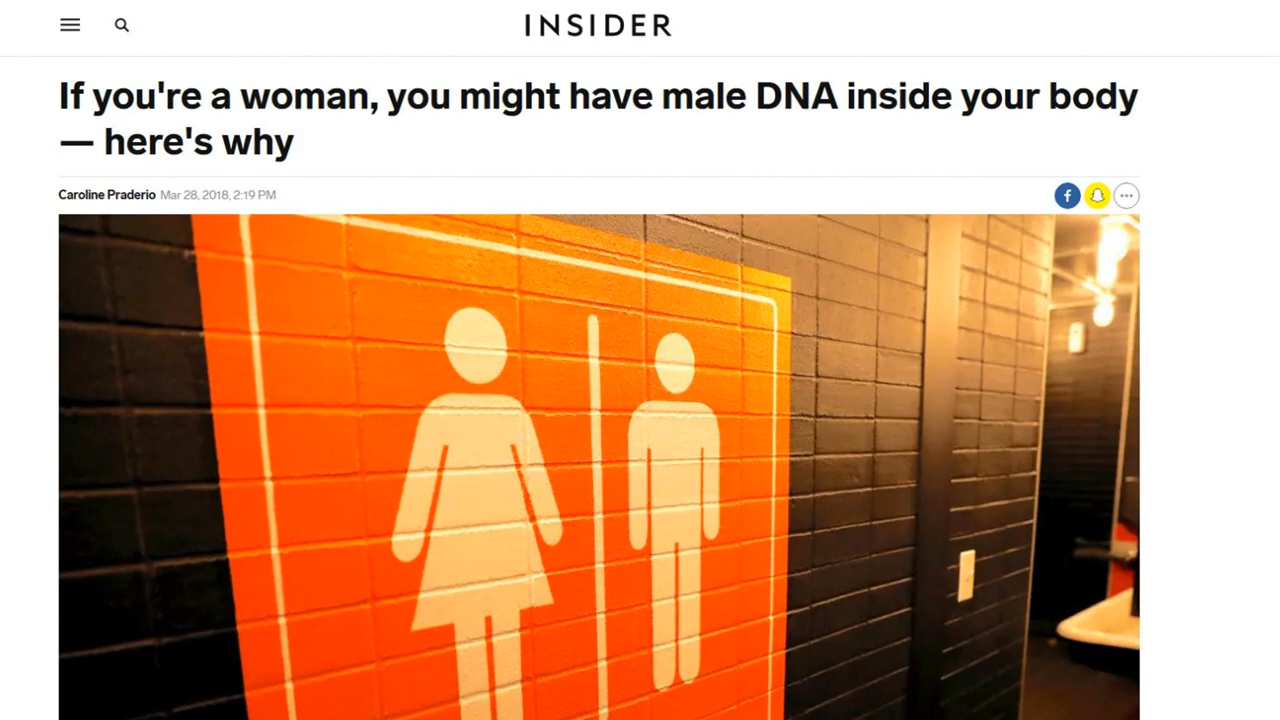 INSIDER
If you're a woman, you might have male DNA inside your body
— here's why
Caroline Praderio Mar 28, 2018, 2:19 PM